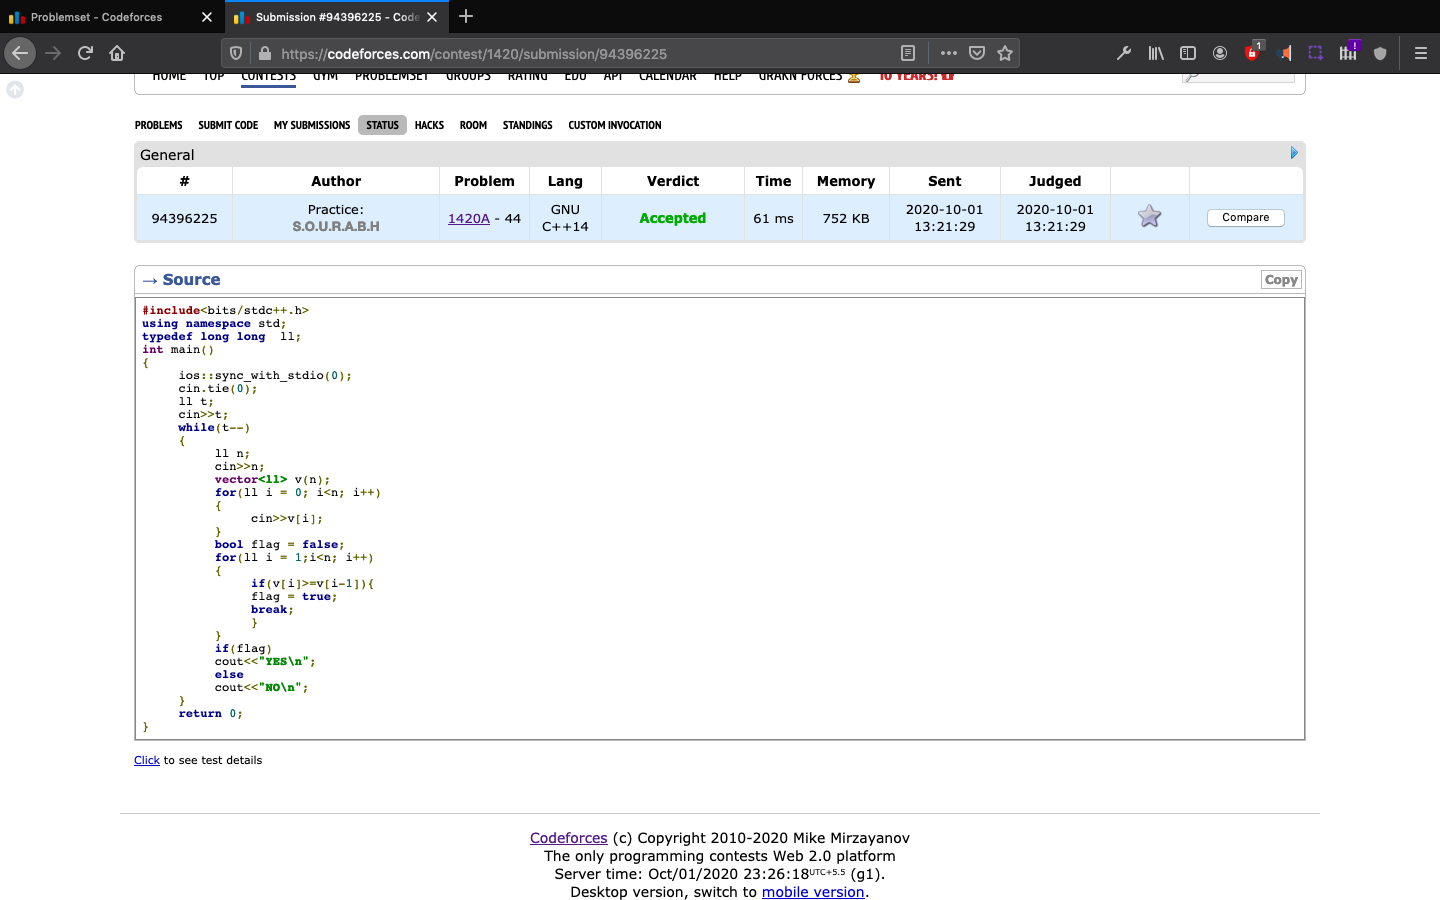 Problemset - Codeforces
Submission #94396225 - Code
https://codeforces.com/contest/1420/submission/94396225
1
!
HOME TOP CONTESTS GYM PROBLEMSET GROUPS RATING EDU API CALENDAR HELP GRAKN FORCES 10 YEARS!
PROBLEMS SUBMIT CODE MY SUBMISSIONS STATUS HACKS ROOM STANDINGS CUSTOM INVOCATION
General
# Author Problem Lang Verdict Time Memory Sent Judged
94396225 Practice: S.O.U.R.A.B.H 1420A - 44 GNU C++14 Accepted 61 ms 752 KB 2020-10-01 13:21:29 2020-10-01 13:21:29 Compare
→ Source
Copy
#include<bits/stdc++.h>
using namespace std;
typedef long long  ll;
int main()
{
     ios::sync_with_stdio(0);
     cin.tie(0);
     ll t;
     cin>>t;
     while(t--)
     {
          ll n;
          cin>>n;
          vector<ll> v(n);
          for(ll i = 0; i<n; i++)
          {
               cin>>v[i];
          }
          bool flag = false;
          for(ll i = 1;i<n; i++)
          {
               if(v[i]>=v[i-1]){
               flag = true;
               break;
               }
          }
          if(flag)
          cout<<"YES\n";
          else
          cout<<"NO\n";
     }
     return 0;
}
Click to see test details
Codeforces (c) Copyright 2010-2020 Mike Mirzayanov
The only programming contests Web 2.0 platform
Server time: Oct/01/2020 23:26:18UTC+5.5 (g1).
Desktop version, switch to mobile version.